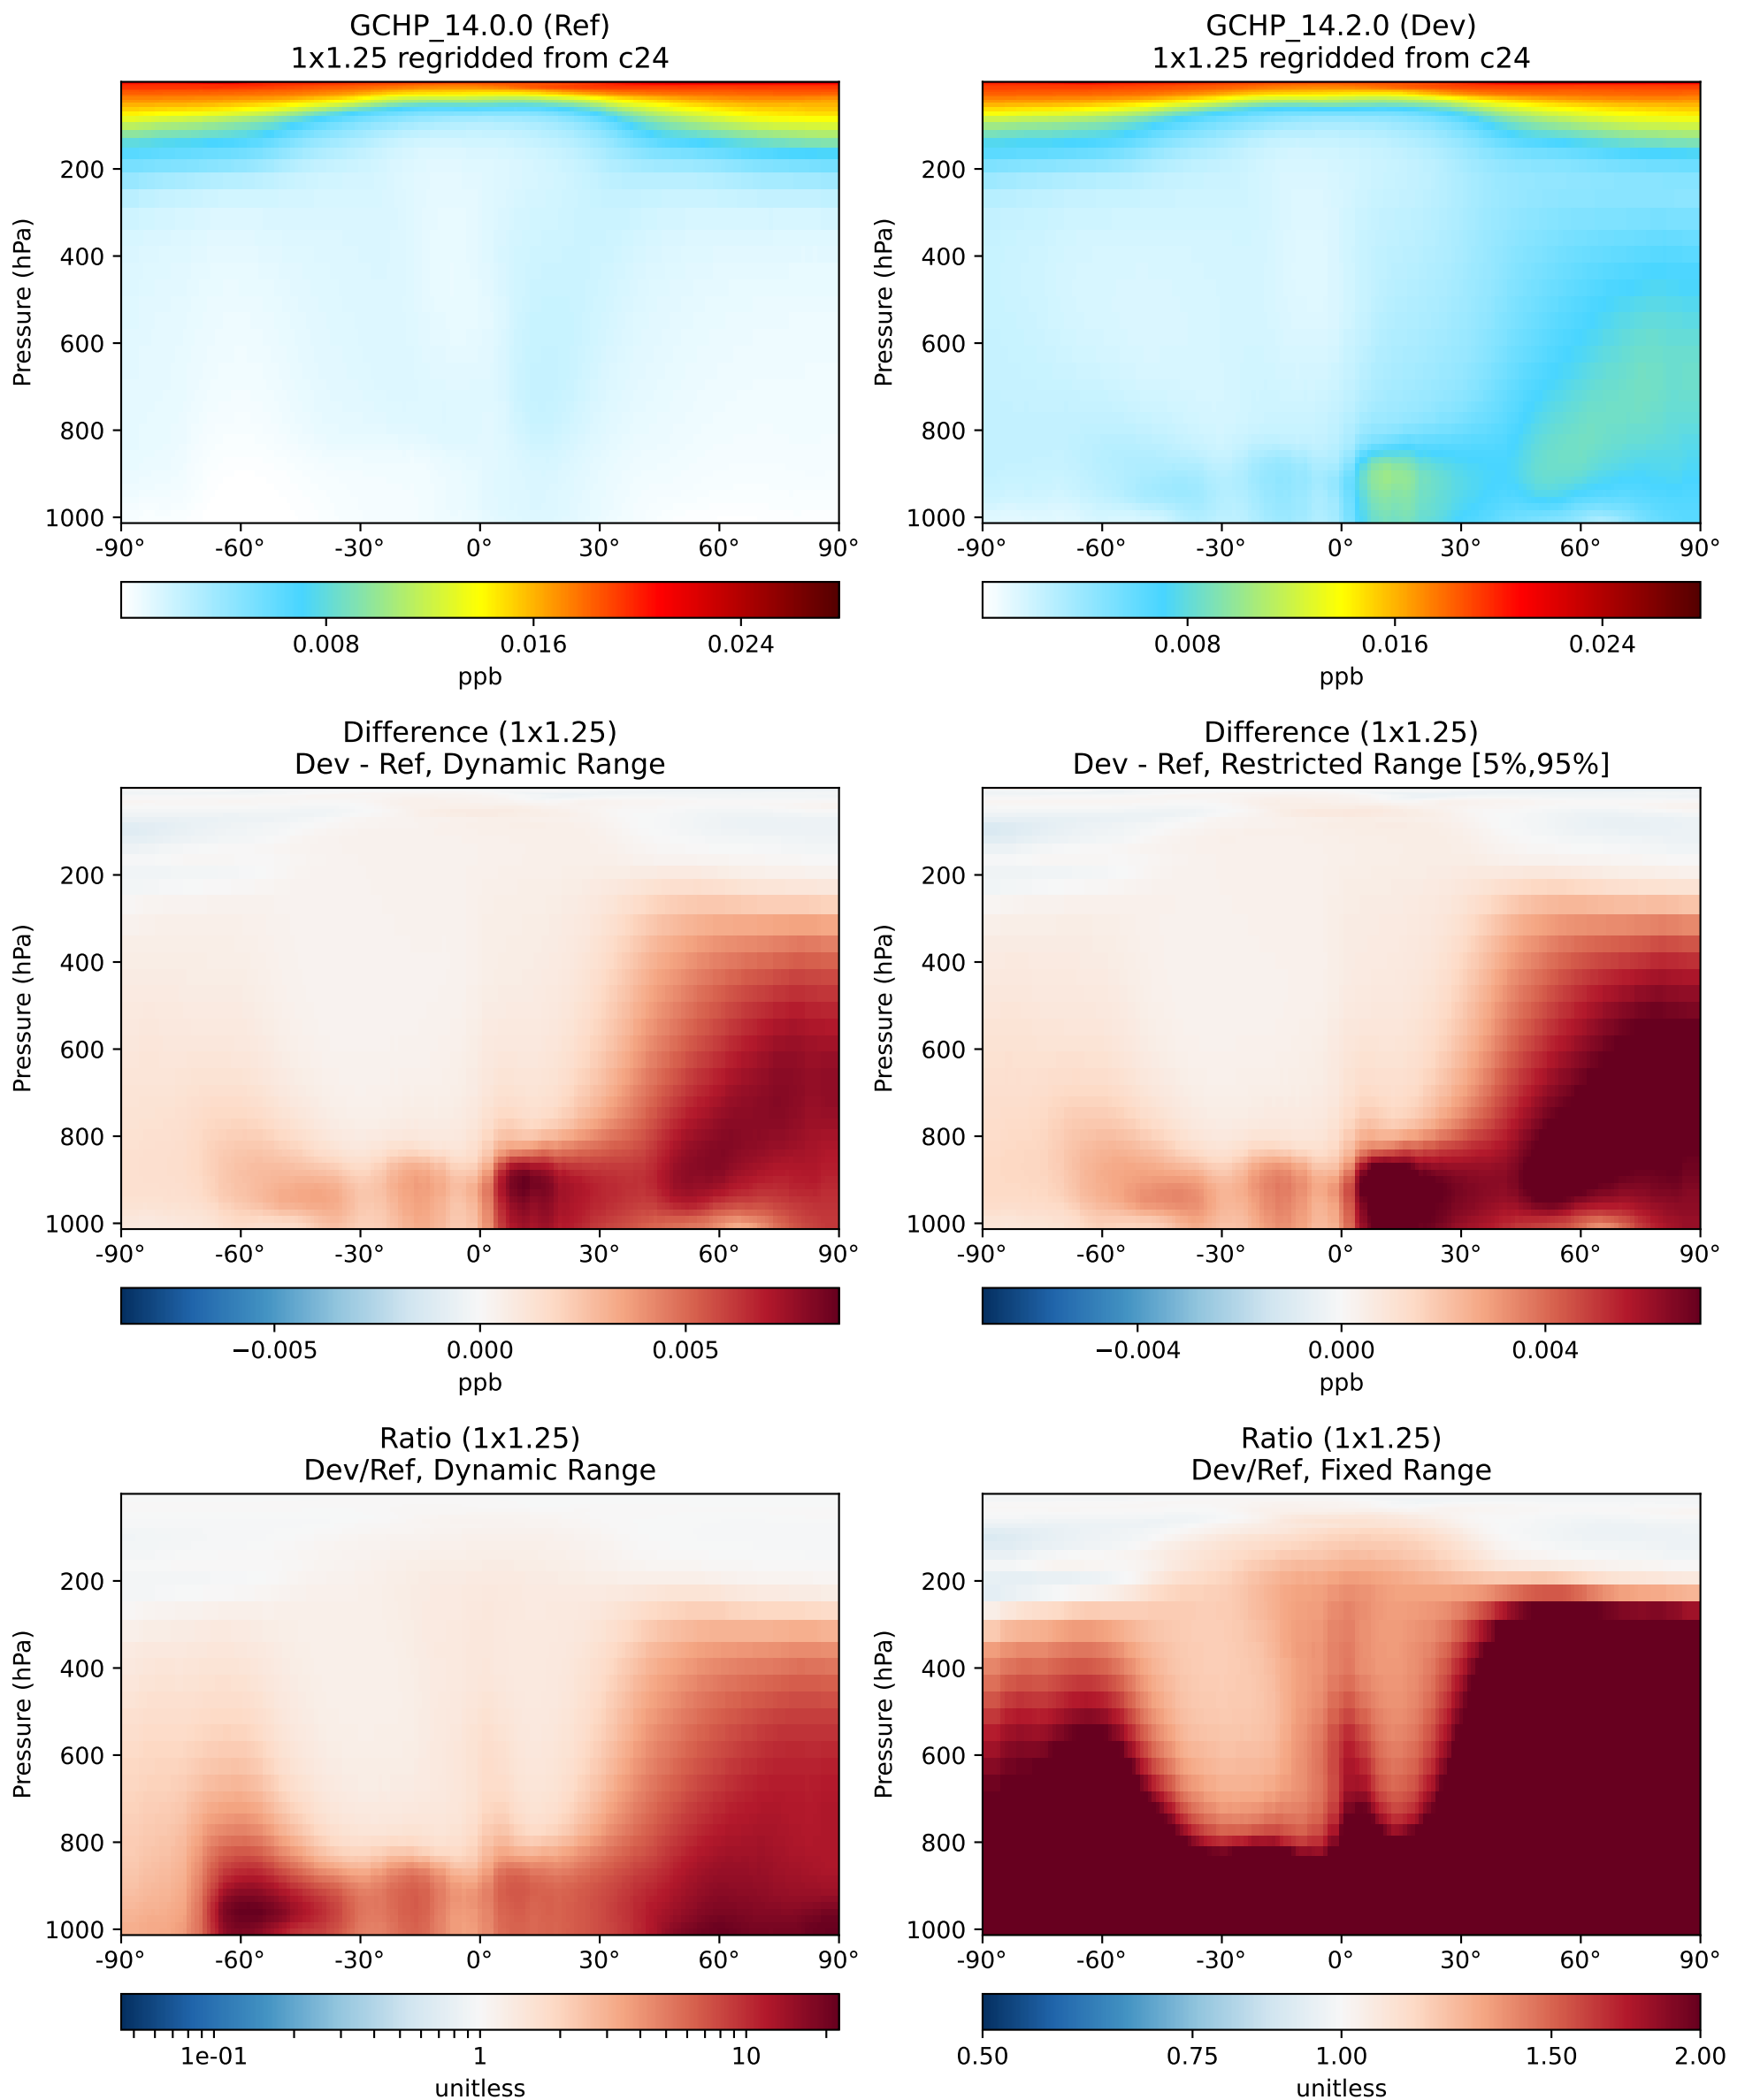 GCHP_14.0.0 (Ref)
1x1.25 regridded from c24
Pressure (hPa)
200
400
600
800
1000
-90° -60° -30° 0° 30° 60° 90°
0.008 0.016 0.024
ppb
GCHP_14.2.0 (Dev)
1x1.25 regridded from c24
Pressure (hPa)
200
400
600
800
1000
-90° -60° -30° 0° 30° 60° 90°
0.008 0.016 0.024
ppb
Difference (1x1.25)
Dev - Ref, Dynamic Range
Pressure (hPa)
200
400
600
800
1000
-90° -60° -30° 0° 30° 60° 90°
−0.005 0.000 0.005
ppb
Difference (1x1.25)
Dev - Ref, Restricted Range [5%,95%]
Pressure (hPa)
200
400
600
800
1000
-90° -60° -30° 0° 30° 60° 90°
−0.004 0.000 0.004
ppb
Ratio (1x1.25)
Dev/Ref, Dynamic Range
Pressure (hPa)
200
400
600
800
1000
-90° -60° -30° 0° 30° 60° 90°
1e-01 1 10
unitless
Ratio (1x1.25)
Dev/Ref, Fixed Range
Pressure (hPa)
200
400
600
800
1000
-90° -60° -30° 0° 30° 60° 90°
0.50 0.75 1.00 1.50 2.00
unitless